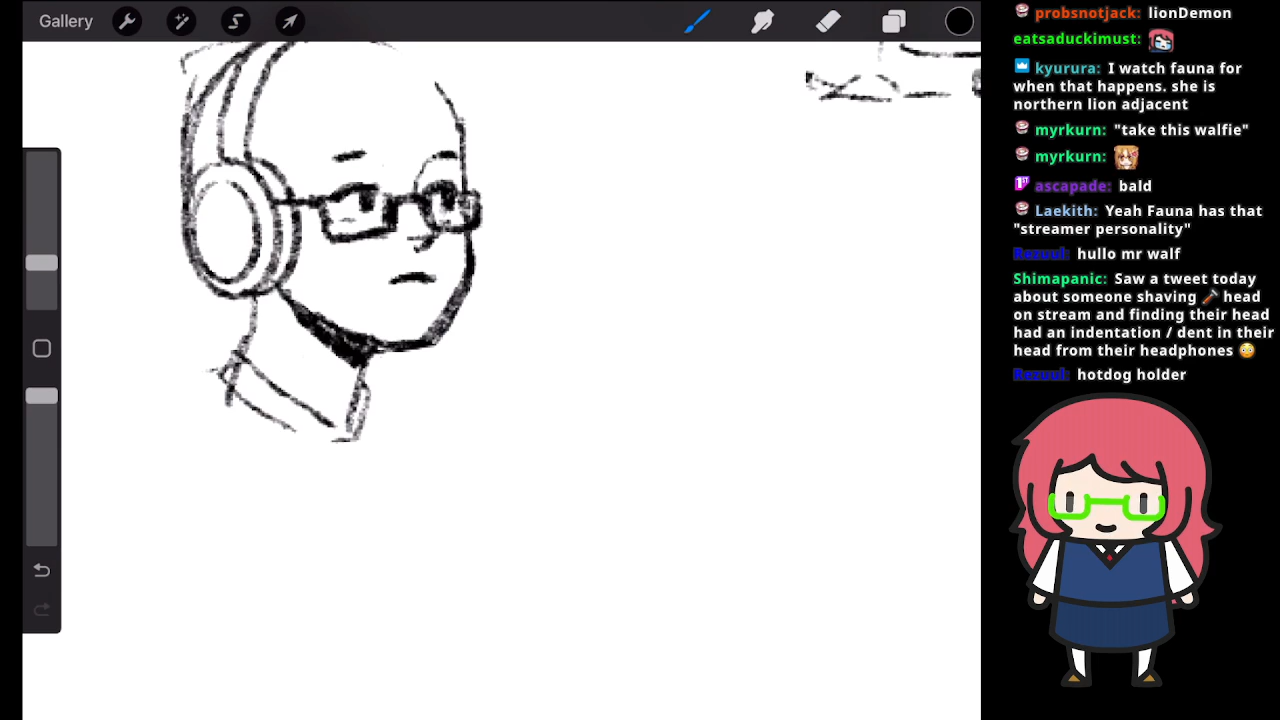 Gallery
probsnotjack: lionDemon
eatsaduckimust:
kyurura: I watch fauna for
when that happens. she is
northern lion adjacent
myrkurn: "take this walfie"
myrkurn:
ascapade: bald
Laekith: Yeah Fauna has that
"streamer personality"
Rezuul: hullo mr walf
Shimapanic: Saw a tweet today
about someone shaving head
on stream and finding their head
had an indentation / dent in their
head from their headphones
Rezuul: hotdog holder